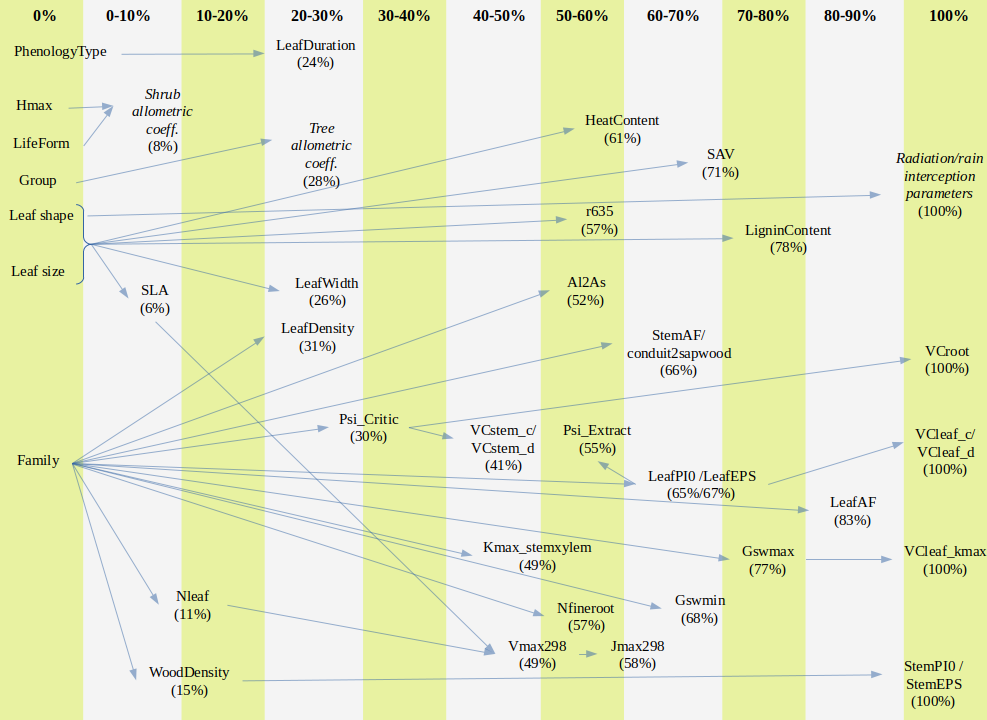 0% 0-10% 10-20% 20-30% 30-40% 40-50% 50-60% 60-70% 70-80% 80-90% 100%
PhenologyType
LeafDuration
(24%)
Hmax
LifeForm
Shrub
allometric
coeff.
(8%)
Group
Tree
allometric
coeff.
(28%)
HeatContent
(61%)
SAV
(71%)
Radiation/rain
interception
parameters
(100%)
Leaf shape
Leaf size
r635
(57%)
LigninContent
(78%)
SLA
(6%)
LeafWidth
(26%)
Al2As
(52%)
LeafDensity
(31%)
StemAF/
conduit2sapwood
(66%)
VCroot
(100%)
Psi_Critic
(30%)
VCstem_c/
VCstem_d
(41%)
Psi_Extract
(55%)
VCleaf_c/
VCleaf_d
(100%)
Family
LeafPI0 /LeafEPS
(65%/67%)
LeafAF
(83%)
Kmax_stemxylem
(49%)
Gswmax
(77%)
VCleaf_kmax
(100%)
Nleaf
(11%)
Nfineroot
(57%)
Gswmin
(68%)
Vmax298
(49%)
Jmax298
(58%)
WoodDensity
(15%)
StemPI0 /
StemEPS
(100%)